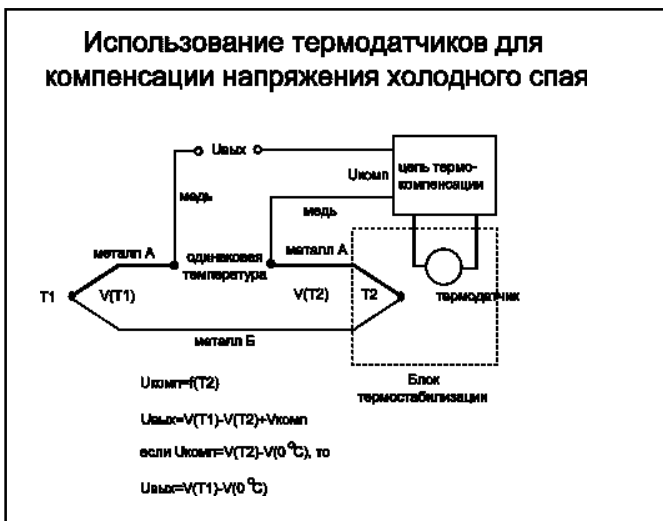 Использование термодатчиков для
компенсации напряжения холодного спая
Uвых
цепь термо-
компенсации
Uкомп
медь
медь
металл А
одинаковая
температура
металл А
T1
V(T1)
V(T2)
T2
термодатчик
металл Б
Блок
термостабилизации
Uкомп=f(T2)
Uвых=V(T1)-V(T2)+Vкомп
если Uкомп=V(T2)-V(0 °C), то
Uвых=V(T1)-V(0 °C)